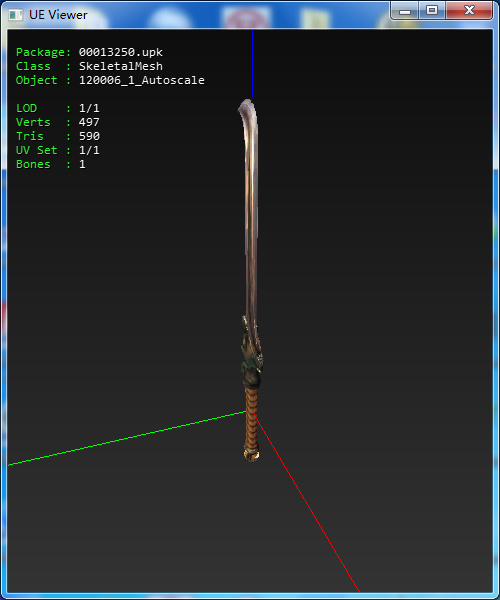 UE Viewer
Package: 00013250.upk
Class : SkeletalMesh
Object : 120006_1_Autoscale
LOD : 1/1
Verts : 497
Tris : 590
UV Set : 1/1
Bones : 1